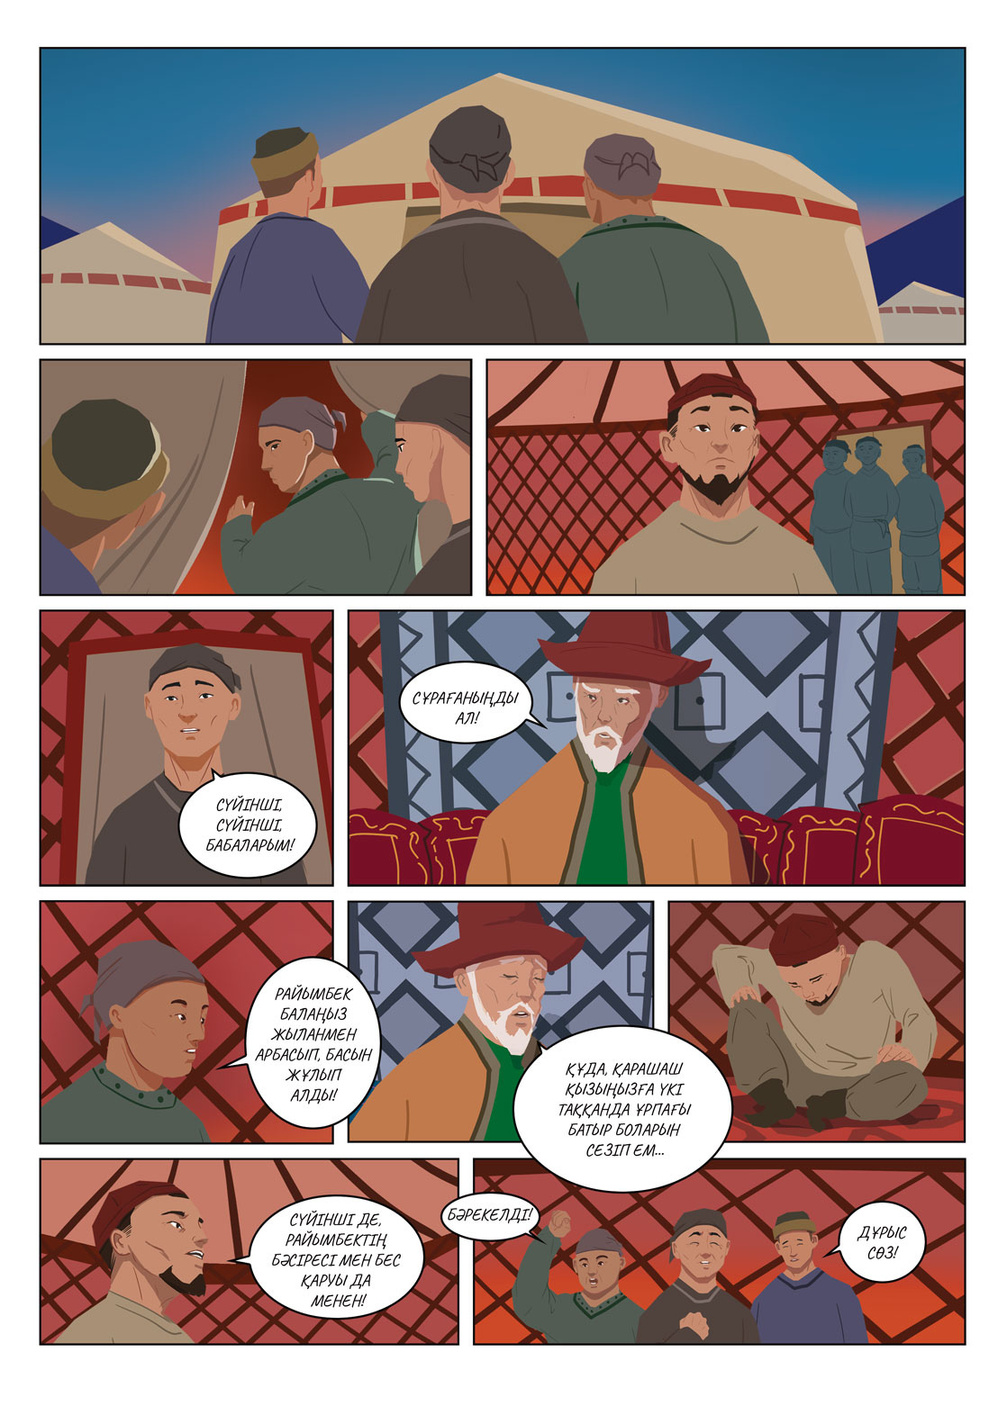 СҮЙІНШІ,
СҮЙІНШІ,
БАБАЛАРЫМ!
СҰРАҒАНЫҢДЫ
АЛ!
РАЙЫМБЕК
БАЛАҢЫЗ
ЖЫЛАНМЕН
АРБАСЫП, БАСЫН
ЖҰЛЫП
АЛДЫ!
ҚҰДА, ҚАРАШАШ
ҚЫЗЫҢЫЗҒА ҮКІ
ТАҚҚАНДА ҰРПАҒЫ
БАТЫР БОЛАРЫН
СЕЗІП ЕМ...
СҮЙІНШІ ДЕ,
РАЙЫМБЕКТІҢ
БӘСІРЕСІ МЕН БЕС
ҚАРУЫ ДА
МЕНЕН!
БӘРЕКЕЛДІ!
ДҰРЫС
СӨЗ!